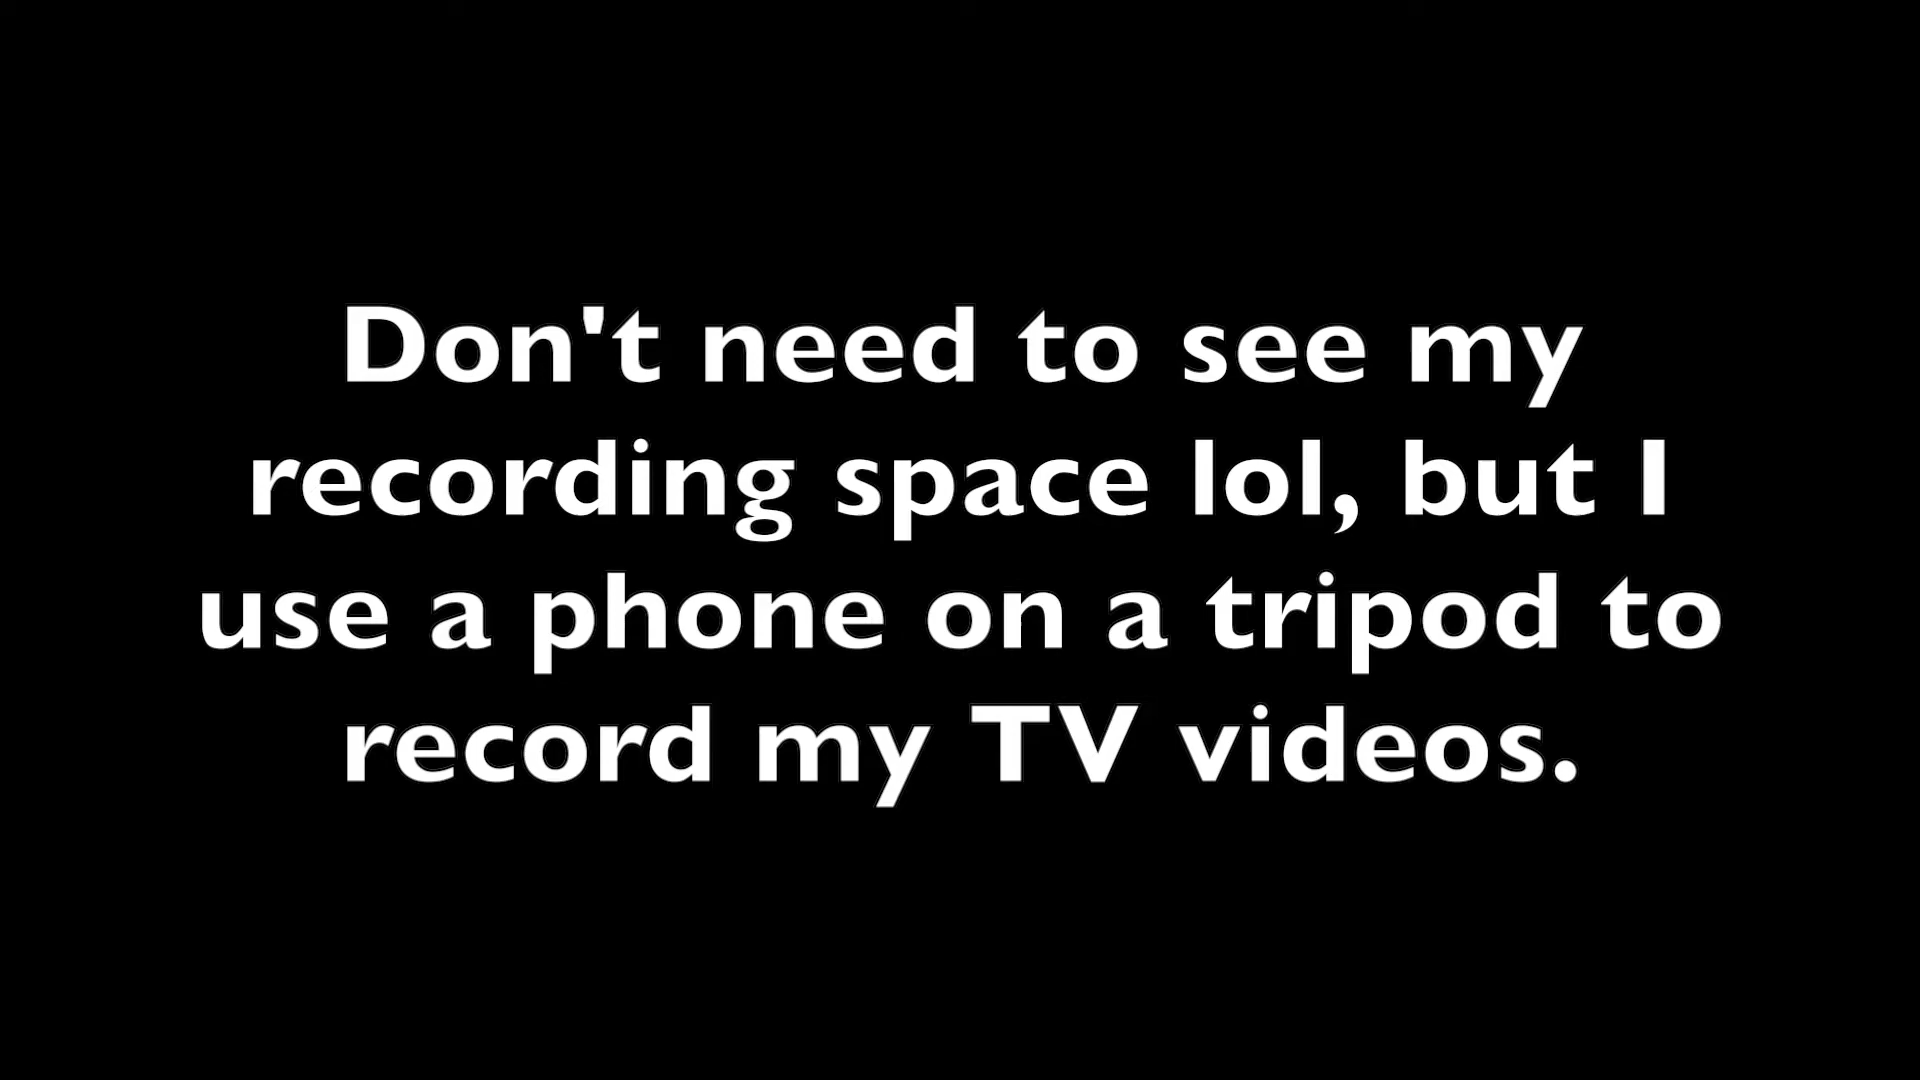 Don't need to see my
recording space lol, but I
use a phone on a tripod to
record my TV videos.